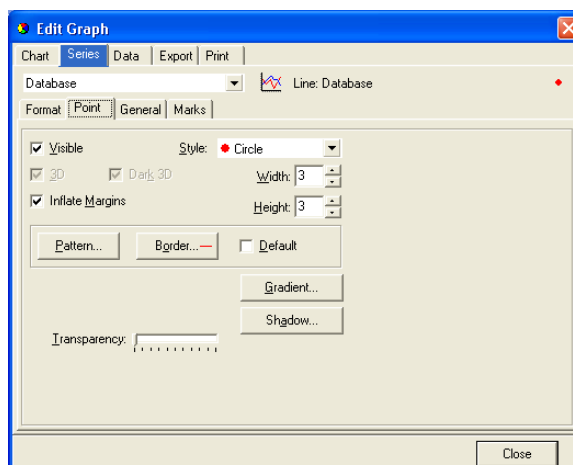 Edit Graph
Chart Series Data Export Print
Database Line: Database
Format Point General Marks
Visible Style: Circle
3D Dark 3D Width: 3
Inflate Margins Height: 3
Pattern... Border... Default
Gradient...
Shadow...
Transparency:
Close